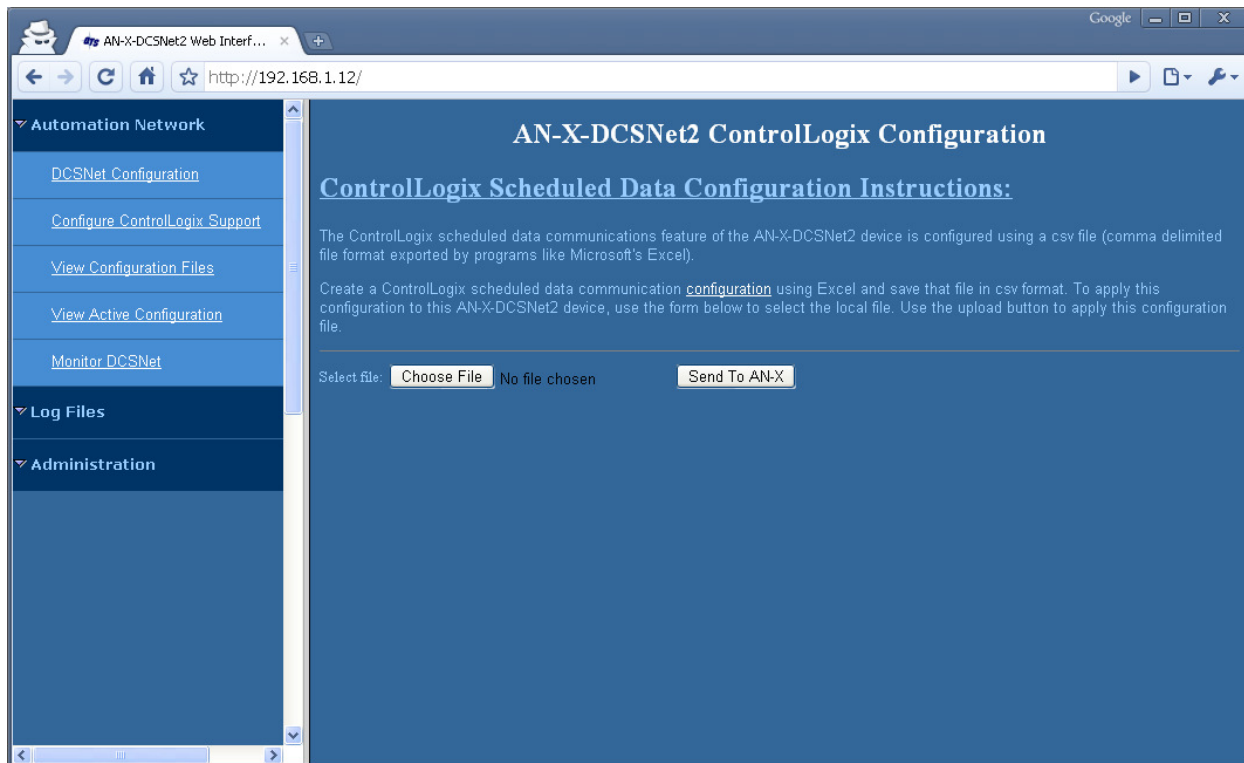 Google
AN-X-DCSNet2 Web Interf...
http://192.168.1.12/
Automation Network
DCSNet Configuration
Configure ControlLogix Support
View Configuration Files
View Active Configuration
Monitor DCSNet
Log Files
Administration
AN-X-DCSNet2 ControlLogix Configuration
ControlLogix Scheduled Data Configuration Instructions:
The ControlLogix scheduled data communications feature of the AN-X-DCSNet2 device is configured using a csv file (comma delimited
file format exported by programs like Microsoft's Excel).
Create a ControlLogix scheduled data communication configuration using Excel and save that file in csv format. To apply this
configuration to this AN-X-DCSNet2 device, use the form below to select the local file. Use the upload button to apply this configuration
file.
Select file: Choose File No file chosen Send To AN-X